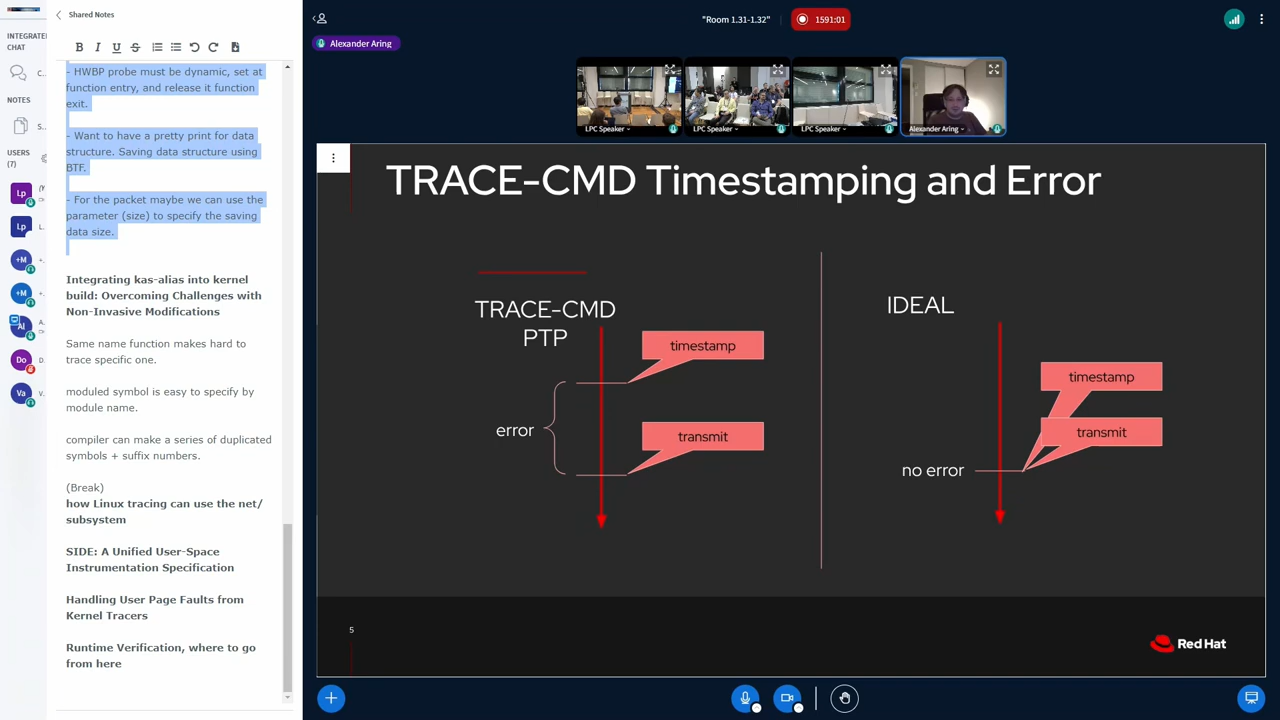 Shared Notes
INTEGRATE
CHAT
C..
NOTES
S..
USERS
(7)
Lp
(M
Lp
L..
+M
+..
+M
+..
Al
A..
Do
D..
Va
V..
B I U S
- HWBP probe must be dynamic, set at
function entry, and release it function
exit.
- Want to have a pretty print for data
structure. Saving data structure using
BTF.
- For the packet maybe we can use the
parameter (size) to specify the saving
data size.
Integrating kas-alias into kernel
build: Overcoming Challenges with
Non-Invasive Modifications
Same name function makes hard to
trace specific one.
moduled symbol is easy to specify by
module name.
compiler can make a series of duplicated
symbols + suffix numbers.
(Break)
how Linux tracing can use the net/
subsystem
SIDE: A Unified User-Space
Instrumentation Specification
Handling User Page Faults from
Kernel Tracers
Runtime Verification, where to go
from here
"Room 1.31-1.32"
1591:01
Alexander Aring
LPC Speaker
LPC Speaker
LPC Speaker
Alexander Aring
TRACE-CMD Timestamping and Error
TRACE-CMD
PTP
timestamp
error
transmit
IDEAL
timestamp
transmit
no error
5
Red Hat